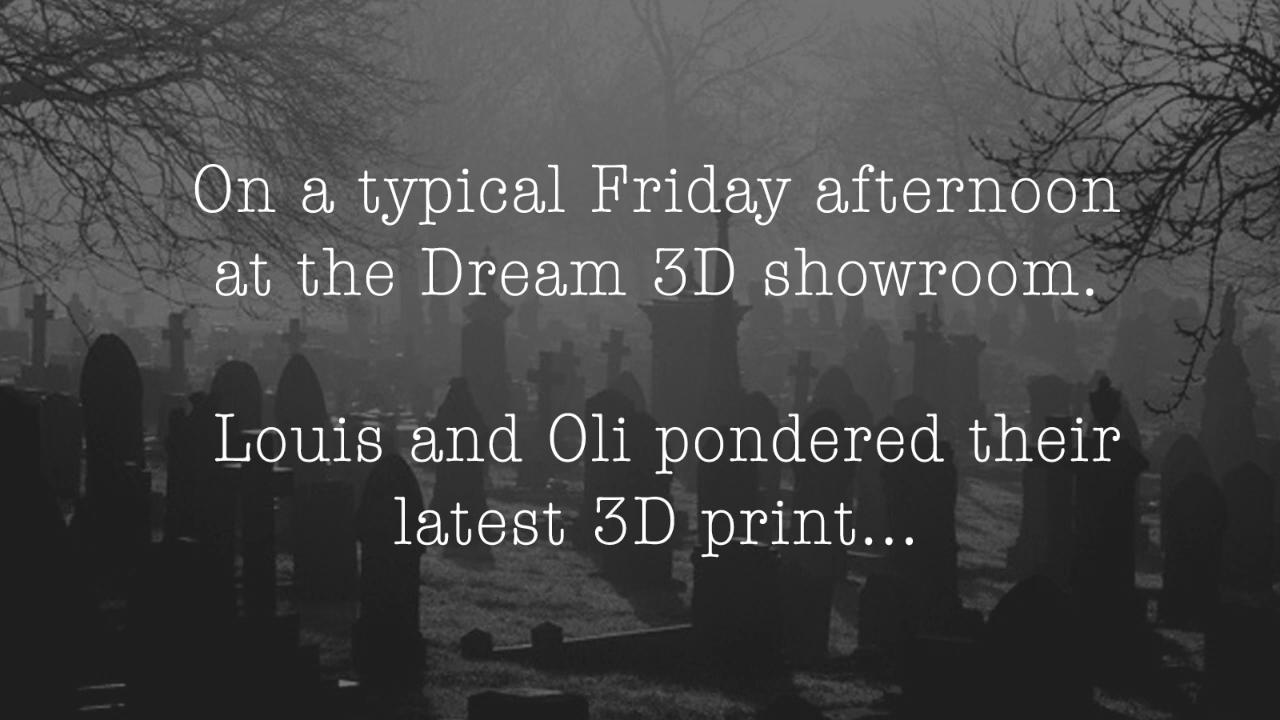 On a typical Friday afternoon
at the Dream 3D showroom.
Louis and Oli pondered their
latest 3D print...